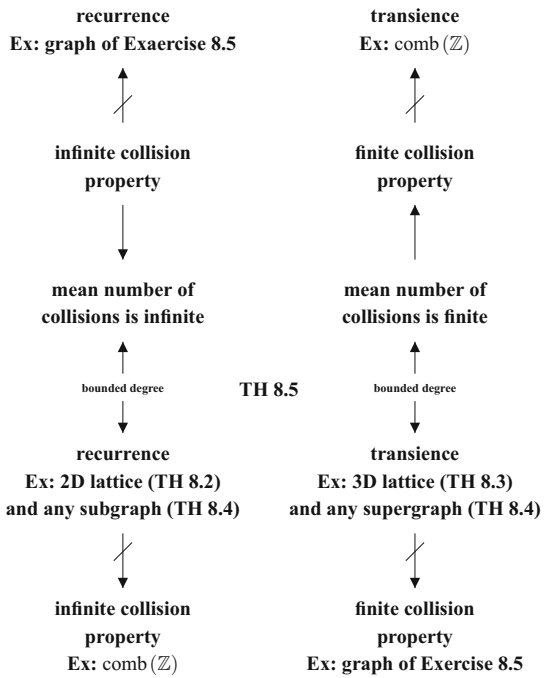 recurrence
Ex: graph of Exaercise 8.5
infinite collision
property
mean number of
collisions is infinite
bounded degree
recurrence
Ex: 2D lattice (TH 8.2)
and any subgraph (TH 8.4)
infinite collision
property
Ex: comb (ℤ)
TH 8.5
transience
Ex: comb (ℤ)
finite collision
property
mean number of
collisions is finite
bounded degree
transience
Ex: 3D lattice (TH 8.3)
and any supergraph (TH 8.4)
finite collision
property
Ex: graph of Exercise 8.5